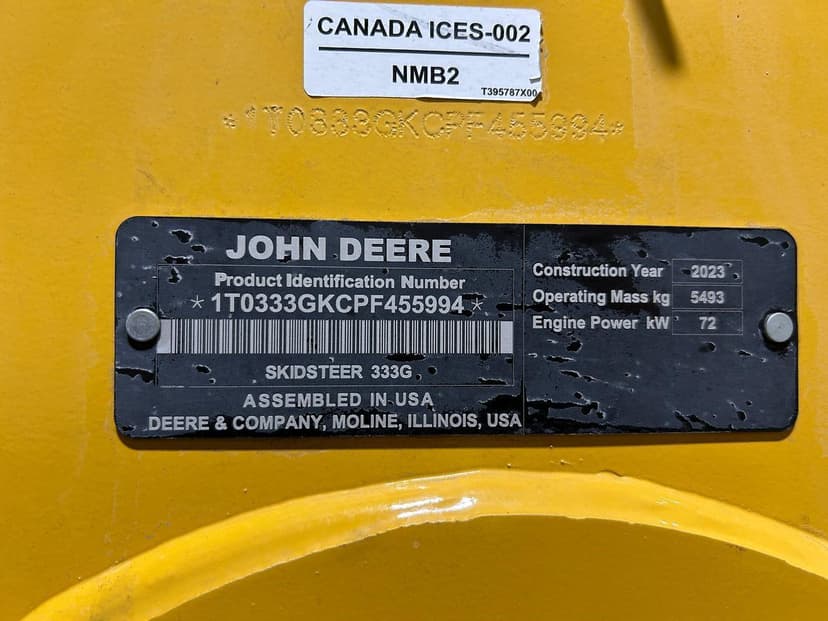 CANADA ICES-002
NMB2
T395787X00
*1T0333GKCPF455994*
JOHN DEERE
Product Identification Number
*1T0333GKCPF455994*
SKIDSTEER 333G
ASSEMBLED IN USA
DEERE & COMPANY, MOLINE, ILLINOIS, USA
Construction Year 2023
Operating Mass kg 5493
Engine Power kW 72